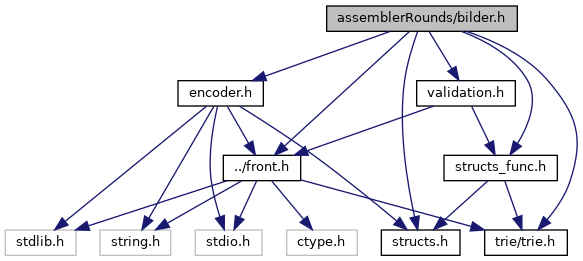 assemblerRounds/bilder.h
encoder.h
validation.h
../front.h
structs_func.h
stdlib.h
string.h
stdio.h
ctype.h
structs.h
trie/trie.h